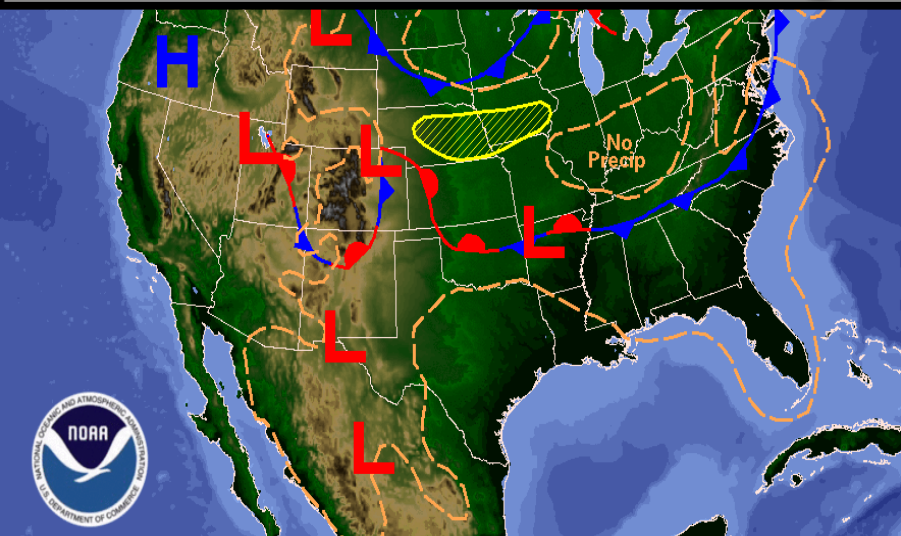 L
H
L
L
No
Precip
L
L
L
NOAA
NATIONAL OCEANIC AND ATMOSPHERIC ADMINISTRATION
U.S. DEPARTMENT OF COMMERCE